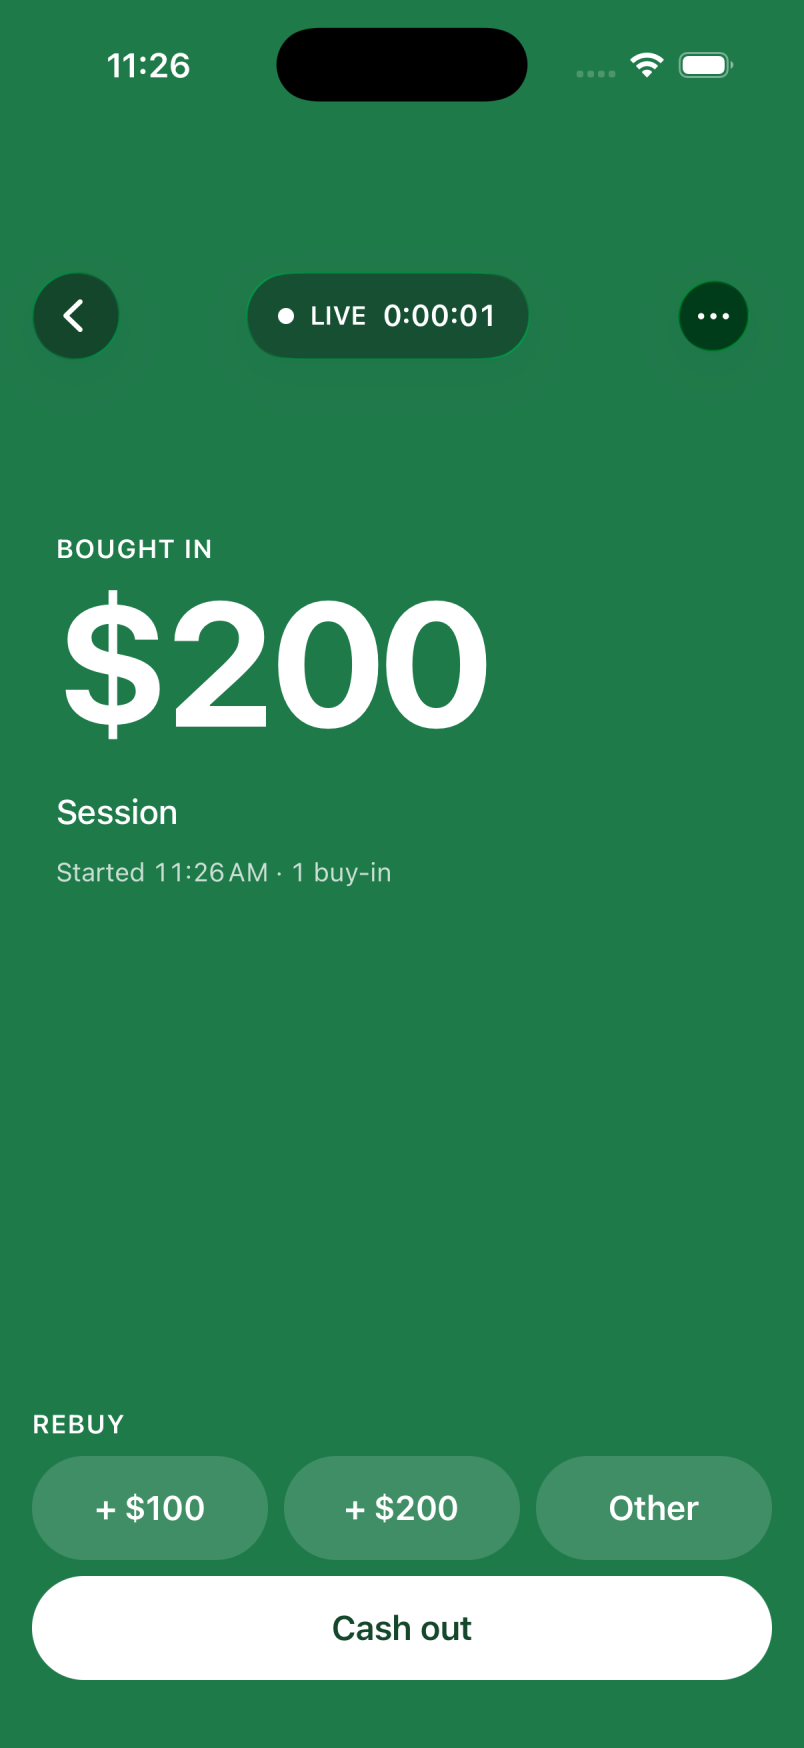 11:26
LIVE 0:00:01
BOUGHT IN
$200
Session
Started 11:26 AM · 1 buy-in
REBUY
+ $100
+ $200
Other
Cash out